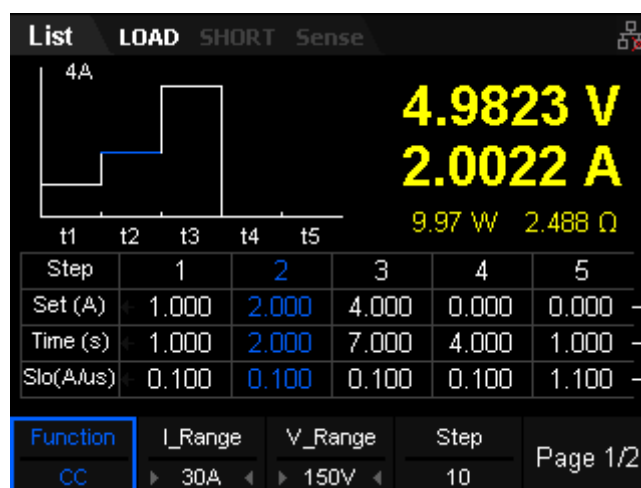 List LOAD SHORT Sense
4A
4.9823 V
2.0022 A
9.97 W 2.488 Ω
t1 t2 t3 t4 t5
Step 1 2 3 4 5
Set (A) 1.000 2.000 4.000 0.000 0.000
Time (s) 1.000 2.000 7.000 4.000 1.000
Slo(A/us) 0.100 0.100 0.100 0.100 1.100
Function I_Range V_Range Step Page 1/2
CC 30A 150V 10